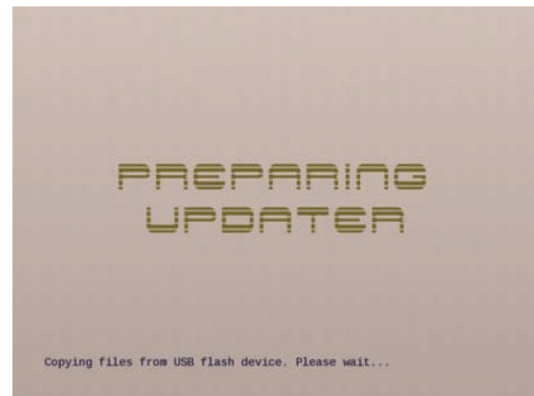 PREPARING
UPDATER
Copying files from USB flash device. Please wait...